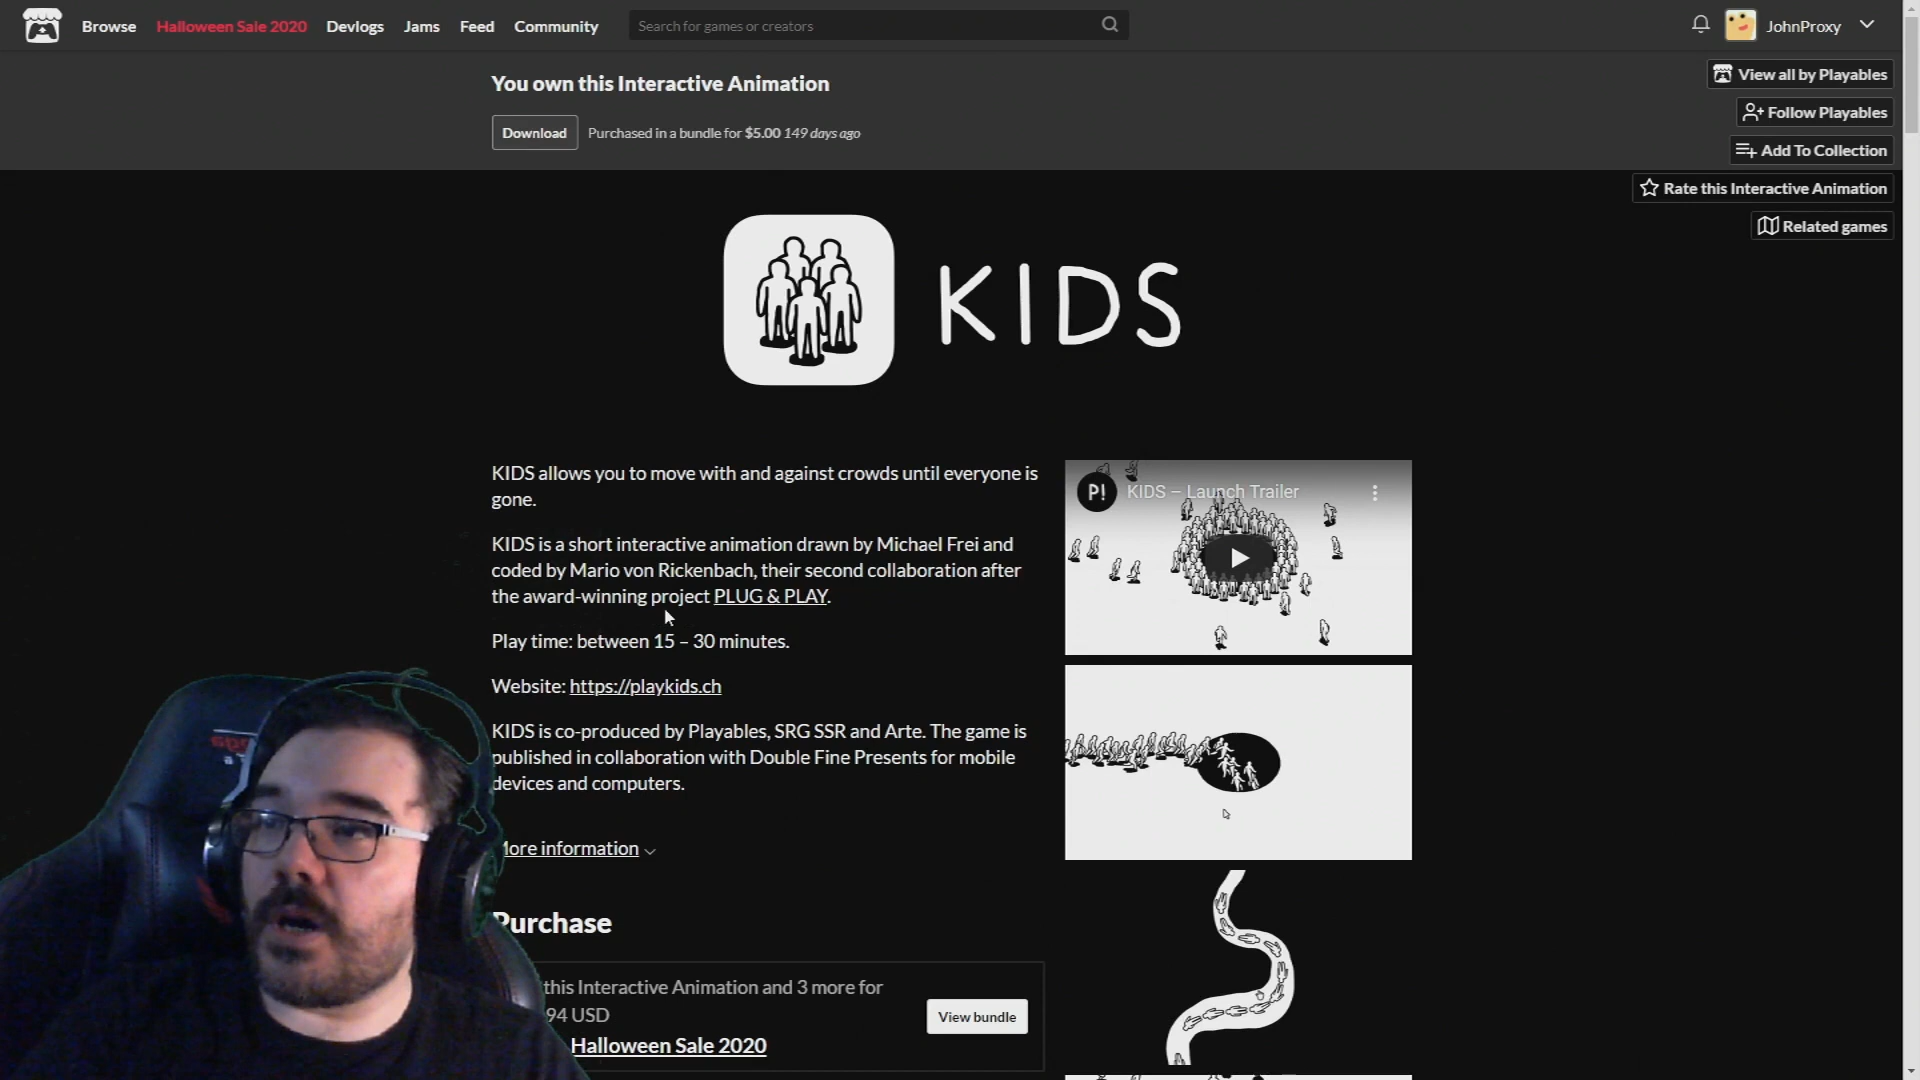 Browse Halloween Sale 2020 Devlogs Jams Feed Community Search for games or creators JohnProxy
You own this Interactive Animation
Download Purchased in a bundle for $5.00 149 days ago
View all by Playables
Follow Playables
Add To Collection
Rate this Interactive Animation
Related games
KIDS
KIDS allows you to move with and against crowds until everyone is
gone.
KIDS is a short interactive animation drawn by Michael Frei and
coded by Mario von Rickenbach, their second collaboration after
the award-winning project PLUG & PLAY.
Play time: between 15 – 30 minutes.
Website: https://playkids.ch
KIDS is co-produced by Playables, SRG SSR and Arte. The game is
published in collaboration with Double Fine Presents for mobile
devices and computers.
More information
Purchase
this Interactive Animation and 3 more for
94 USD
View bundle
Halloween Sale 2020
P! KIDS – Launch Trailer